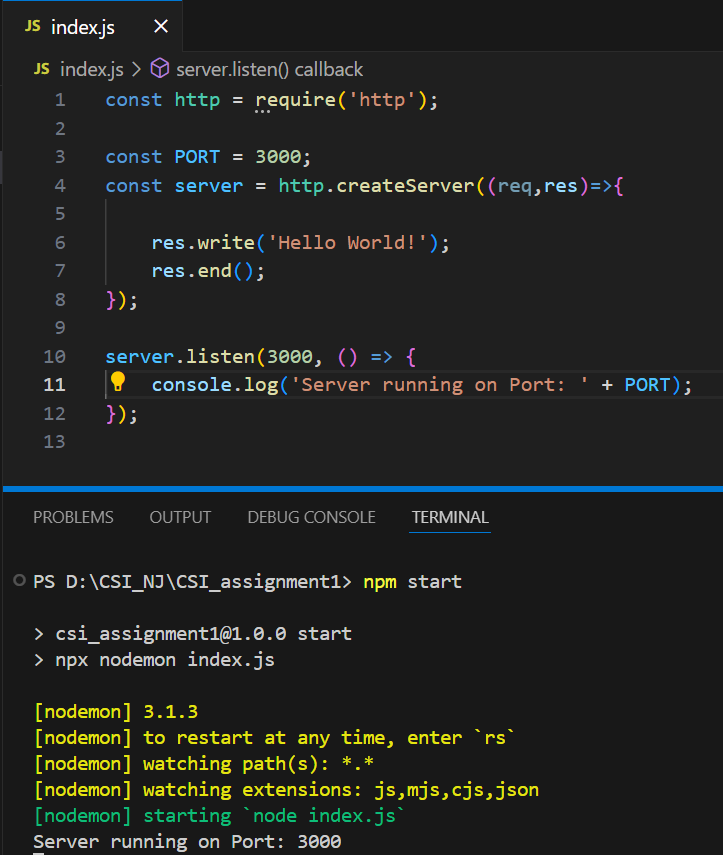 JS index.js ×
JS index.js > server.listen() callback
1 const http = require('http');
2
3 const PORT = 3000;
4 const server = http.createServer((req,res)=>{
5
6 res.write('Hello World!');
7 res.end();
8 });
9
10 server.listen(3000, () => {
11 console.log('Server running on Port: ' + PORT);
12 });
13
PROBLEMS OUTPUT DEBUG CONSOLE TERMINAL
PS D:\CSI_NJ\CSI_assignment1> npm start
> csi_assignment1@1.0.0 start
> npx nodemon index.js
[nodemon] 3.1.3
[nodemon] to restart at any time, enter `rs`
[nodemon] watching path(s): *.*
[nodemon] watching extensions: js,mjs,cjs,json
[nodemon] starting `node index.js`
Server running on Port: 3000